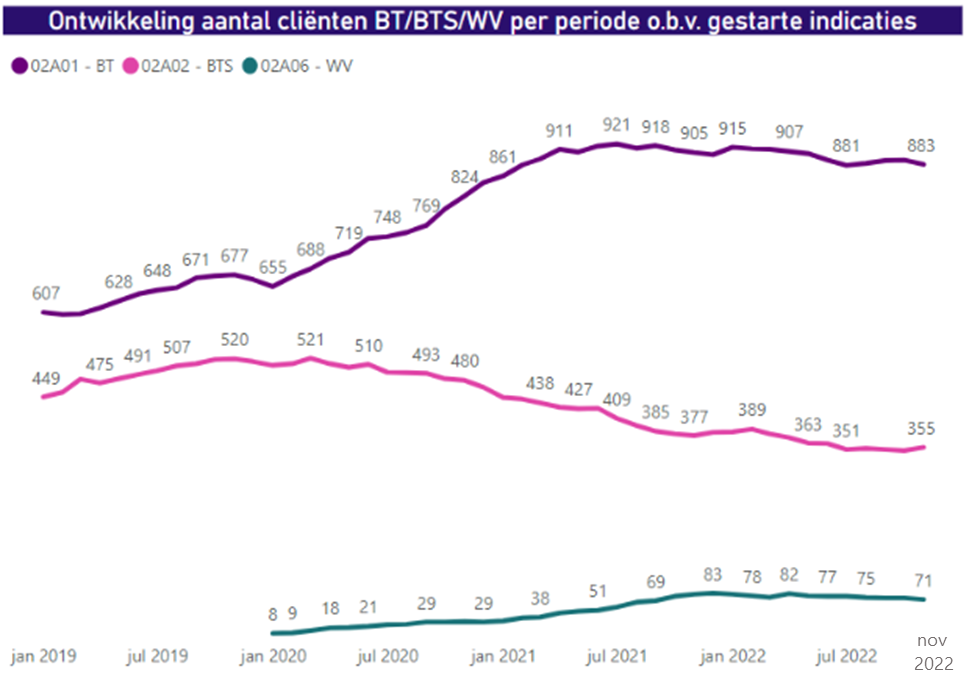 Ontwikkeling aantal cliënten BT/BTS/WV per periode o.b.v. gestarte indicaties
02A01 - BT 02A02 - BTS 02A06 - WV
607 628 648 671 677 655 688 719 748 769 824 861 911 921 918 905 915 907 881 883
449 475 491 507 520 521 510 493 480 438 427 409 385 377 389 363 351 355
8 9 18 21 29 29 38 51 69 83 78 82 77 75 71
jan 2019 jul 2019 jan 2020 jul 2020 jan 2021 jul 2021 jan 2022 jul 2022 nov
2022